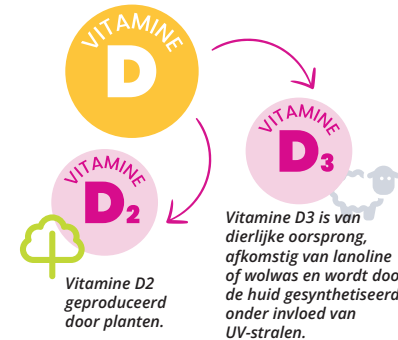 VITAMINE
D
VITAMINE
D3
VITAMINE
D2
Vitamine D3 is van
dierlijke oorsprong,
afkomstig van lanoline
of wolwas en wordt doo
de huid gesynthetiseerd
onder invloed van
UV-stralen.
Vitamine D2
geproduceerd
door planten.